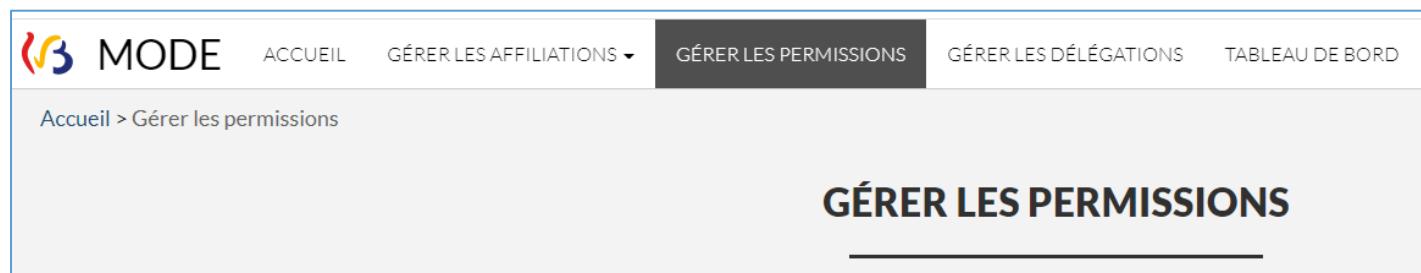 MODE ACCUEIL GÉRER LES AFFILIATIONS GÉRER LES PERMISSIONS GÉRER LES DÉLÉGATIONS TABLEAU DE BORD
Accueil > Gérer les permissions
GÉRER LES PERMISSIONS